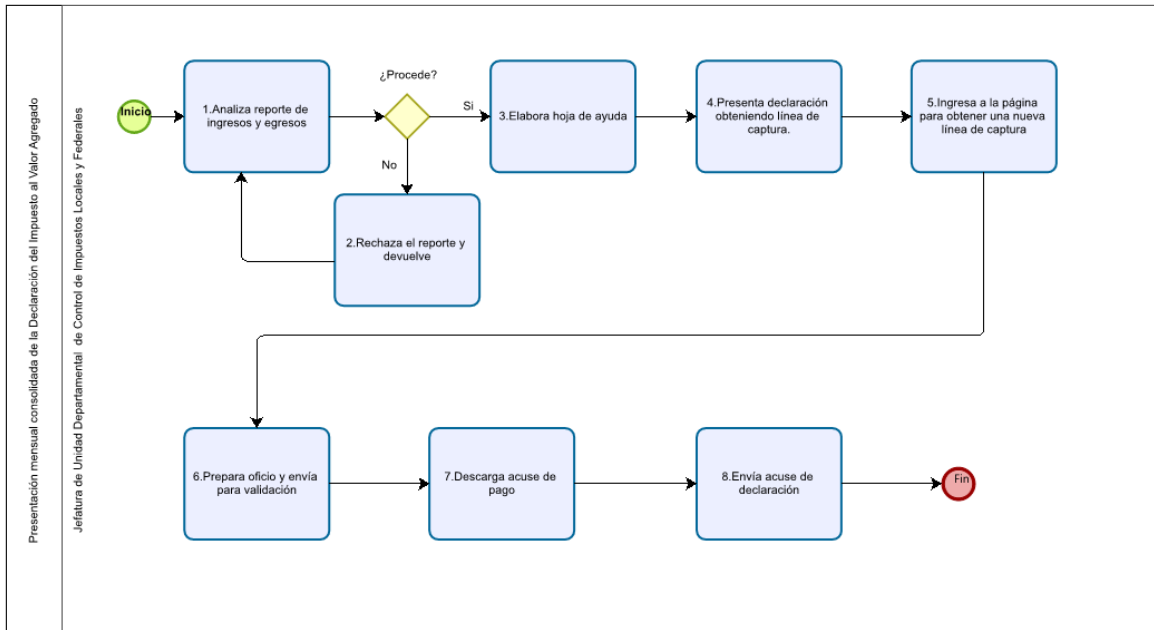 Presentación mensual consolidada de la Declaración del Impuesto al Valor Agregado
Jefatura de Unidad Departamental  de Control de Impuestos Locales y Federales
Inicio
1.Analiza reporte de
ingresos y egresos
¿Procede?
Si
No
2.Rechaza el reporte y
devuelve
3.Elabora hoja de ayuda
4.Presenta declaración
obteniendo línea de
captura.
5.Ingresa a la página
para obtener una nueva
línea de captura
6.Prepara oficio y envía
para validación
7.Descarga acuse de
pago
8.Envía acuse de
declaración
Fin